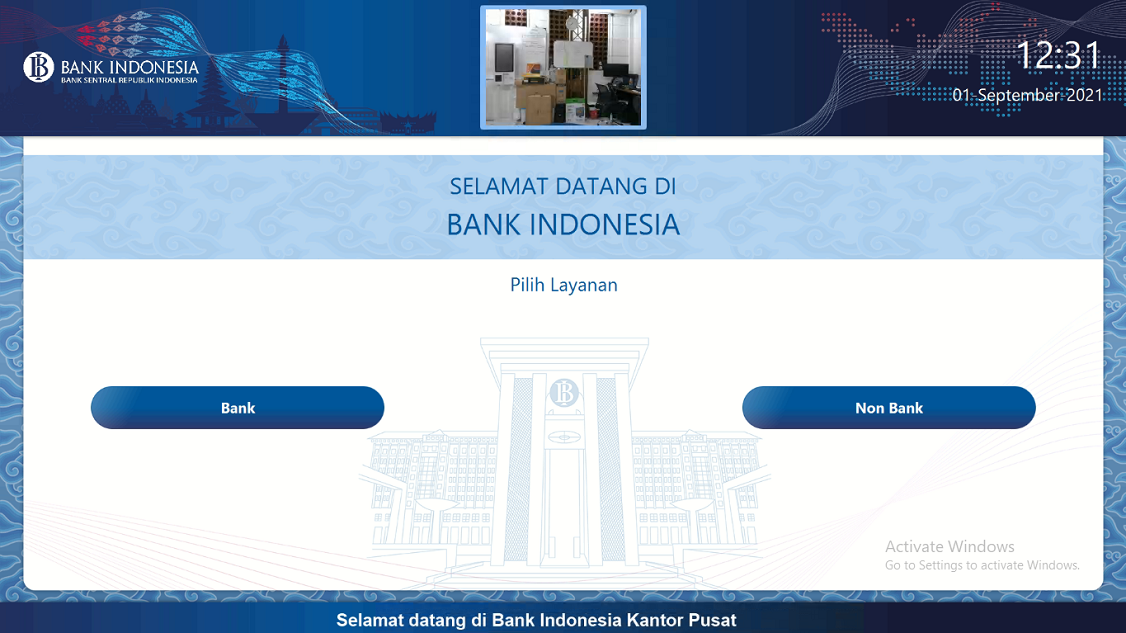 BANK INDONESIA
BANK SENTRAL REPUBLIK INDONESIA
12:31
01 September 2021
SELAMAT DATANG DI
BANK INDONESIA
Pilih Layanan
Bank
Non Bank
Activate Windows
Go to Settings to activate Windows.
Selamat datang di Bank Indonesia Kantor Pusat